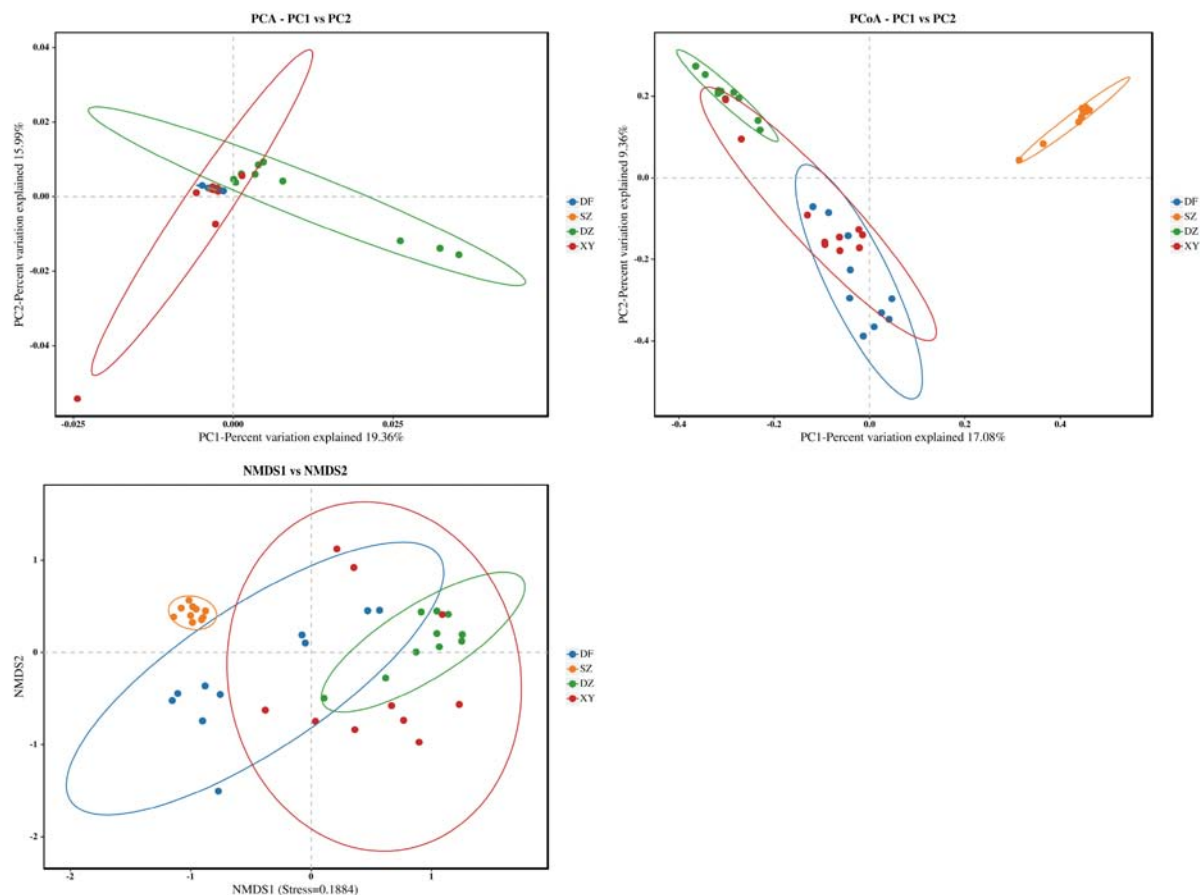 PCA - PC1 vs PC2
0.04
0.02
0.00
-0.02
-0.04
PC2-Percent variation explained 15.99%
-0.025
0.000
0.025
PC1-Percent variation explained 19.36%
DF
SZ
DZ
XY
PCoA - PC1 vs PC2
0.2
0.0
-0.2
-0.4
PC2-Percent variation explained 9.36%
-0.4
-0.2
0.0
0.2
0.4
PC1-Percent variation explained 17.08%
DF
SZ
DZ
XY
NMDS1 vs NMDS2
1
0
-1
-2
NMDS2
-2
-1
0
1
NMDS1 (Stress=0.1884)
DF
SZ
DZ
XY